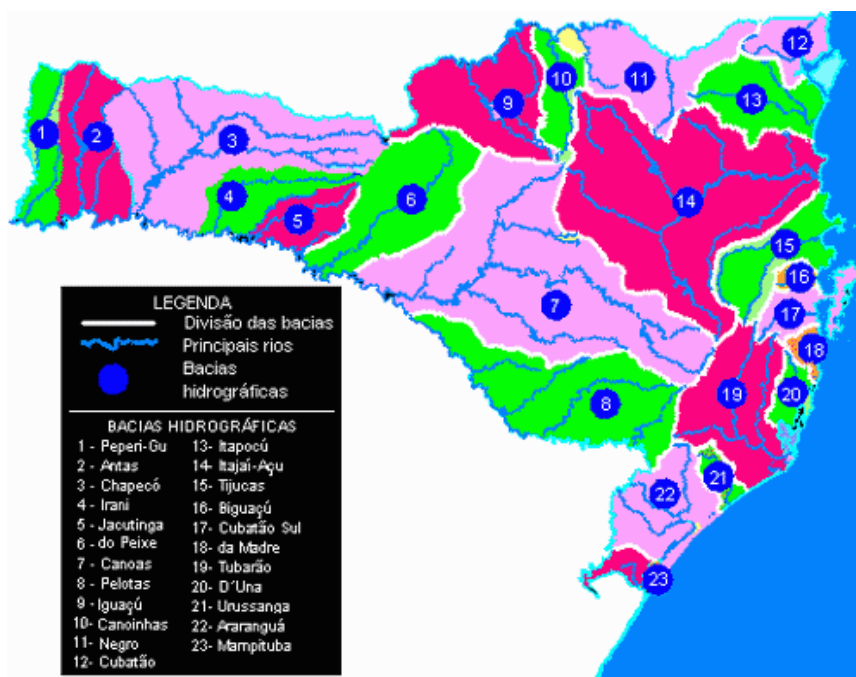 1
2
3
4
5
6
7
8
9
10
11
12
13
14
15
16
17
18
19
20
21
22
23
LEGENDA
Divisão das bacias
Principais rios
Bacias
hidrográficas
BACIAS HIDROGRÁFICAS
1 - Peperi-Gu
2 - Antas
3 - Chapecó
4 - Irani
5 - Jacutinga
6 - do Peixe
7 - Canoas
8 - Pelotas
9 - Iguaçú
10- Canoinhas
11- Negro
12- Cubatão
13- Itapocú
14- Itajaí-Açu
15- Tijucas
16- Biguaçú
17- Cubatão Sul
18- da Madre
19- Tubarão
20- D´Una
21- Urussanga
22- Araranguá
23- Mampituba